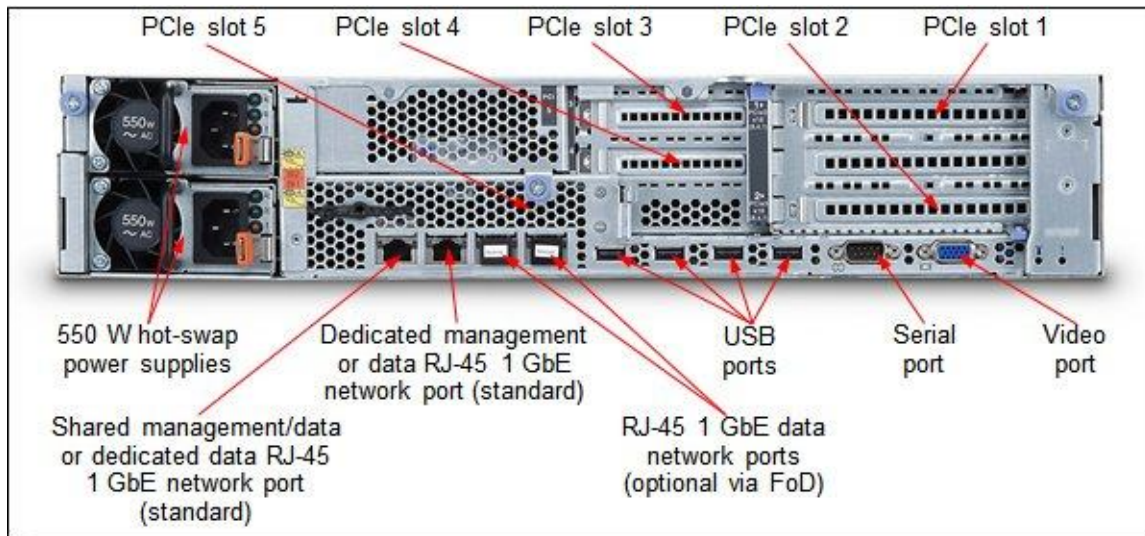 PCIe slot 5
PCIe slot 4
PCIe slot 3
PCIe slot 2
PCIe slot 1
550W
~ AC
550W
~ AC
550 W hot-swap
power supplies
Dedicated management
or data RJ-45 1 GbE
network port (standard)
USB
ports
Serial
port
Video
port
Shared management/data
or dedicated data RJ-45
1 GbE network port
(standard)
RJ-45 1 GbE data
network ports
(optional via FoD)